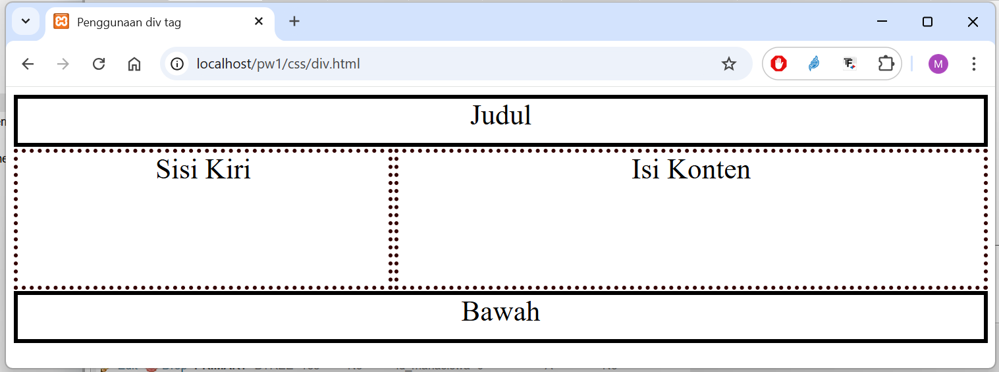 Penggunaan div tag
localhost/pw1/css/div.html
M
Judul
Sisi Kiri
Isi Konten
Bawah